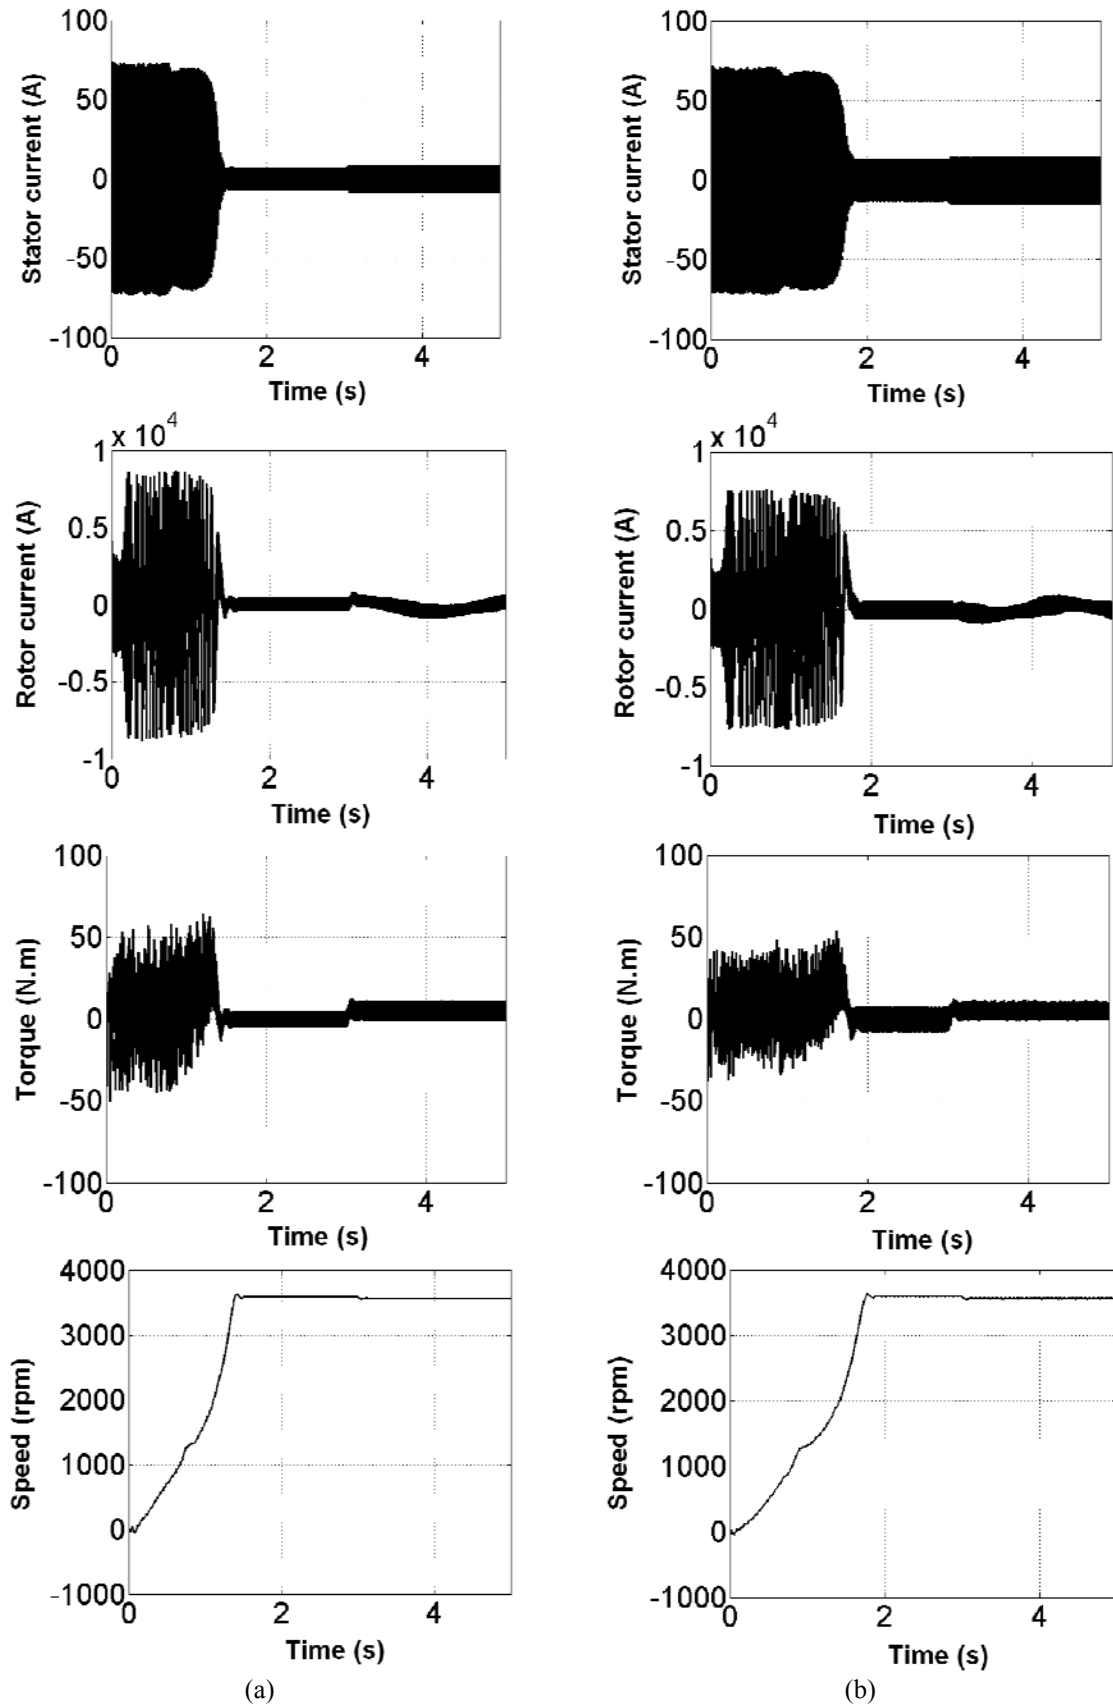 100
50
0
-50
-100
Stator current (A)
0 2 4
Time (s)
100
50
0
-50
-100
Stator current (A)
0 2 4
Time (s)
1 x 10^4
0.5
0
-0.5
-1
Rotor current (A)
0 2 4
Time (s)
1 x 10^4
0.5
0
-0.5
-1
Rotor current (A)
0 2 4
Time (s)
100
50
0
-50
-100
Torque (N.m)
0 2 4
Time (s)
100
50
0
-50
-100
Torque (N.m)
0 2 4
Time (s)
4000
3000
2000
1000
0
-1000
Speed (rpm)
0 2 4
Time (s)
4000
3000
2000
1000
0
-1000
Speed (rpm)
0 2 4
Time (s)
(a)
(b)